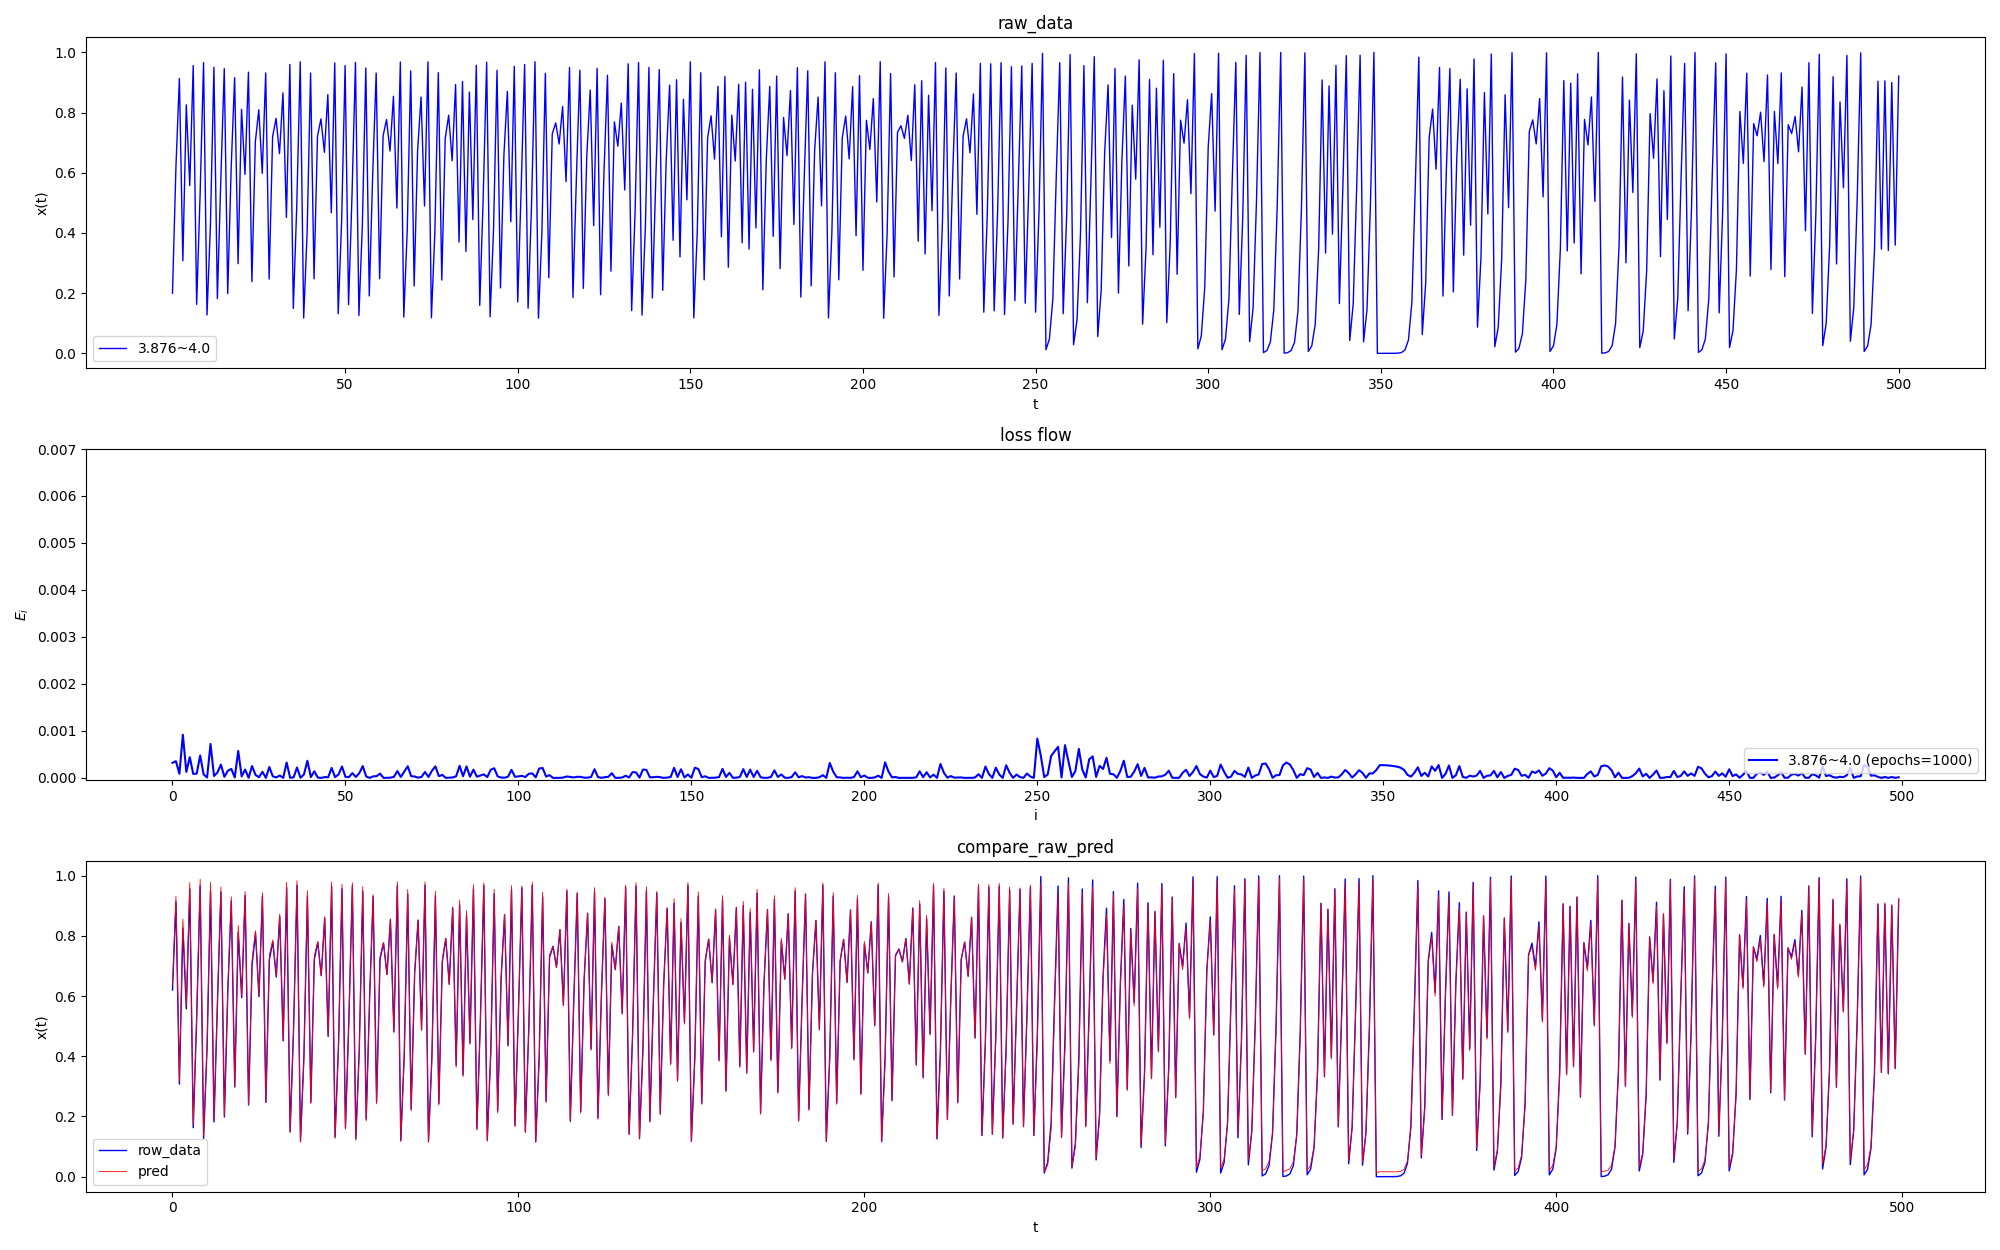 raw_data
1.0
0.8
0.6
0.4
0.2
0.0
x(t)
3.876~4.0
50 100 150 200 250 300 350 400 450 500
t
loss flow
0.007
0.006
0.005
0.004
0.003
0.002
0.001
0.000
E_i
3.876~4.0 (epochs=1000)
0 50 100 150 200 250 300 350 400 450 500
i
compare_raw_pred
1.0
0.8
0.6
0.4
0.2
0.0
x(t)
row_data
pred
0 100 200 300 400 500
t